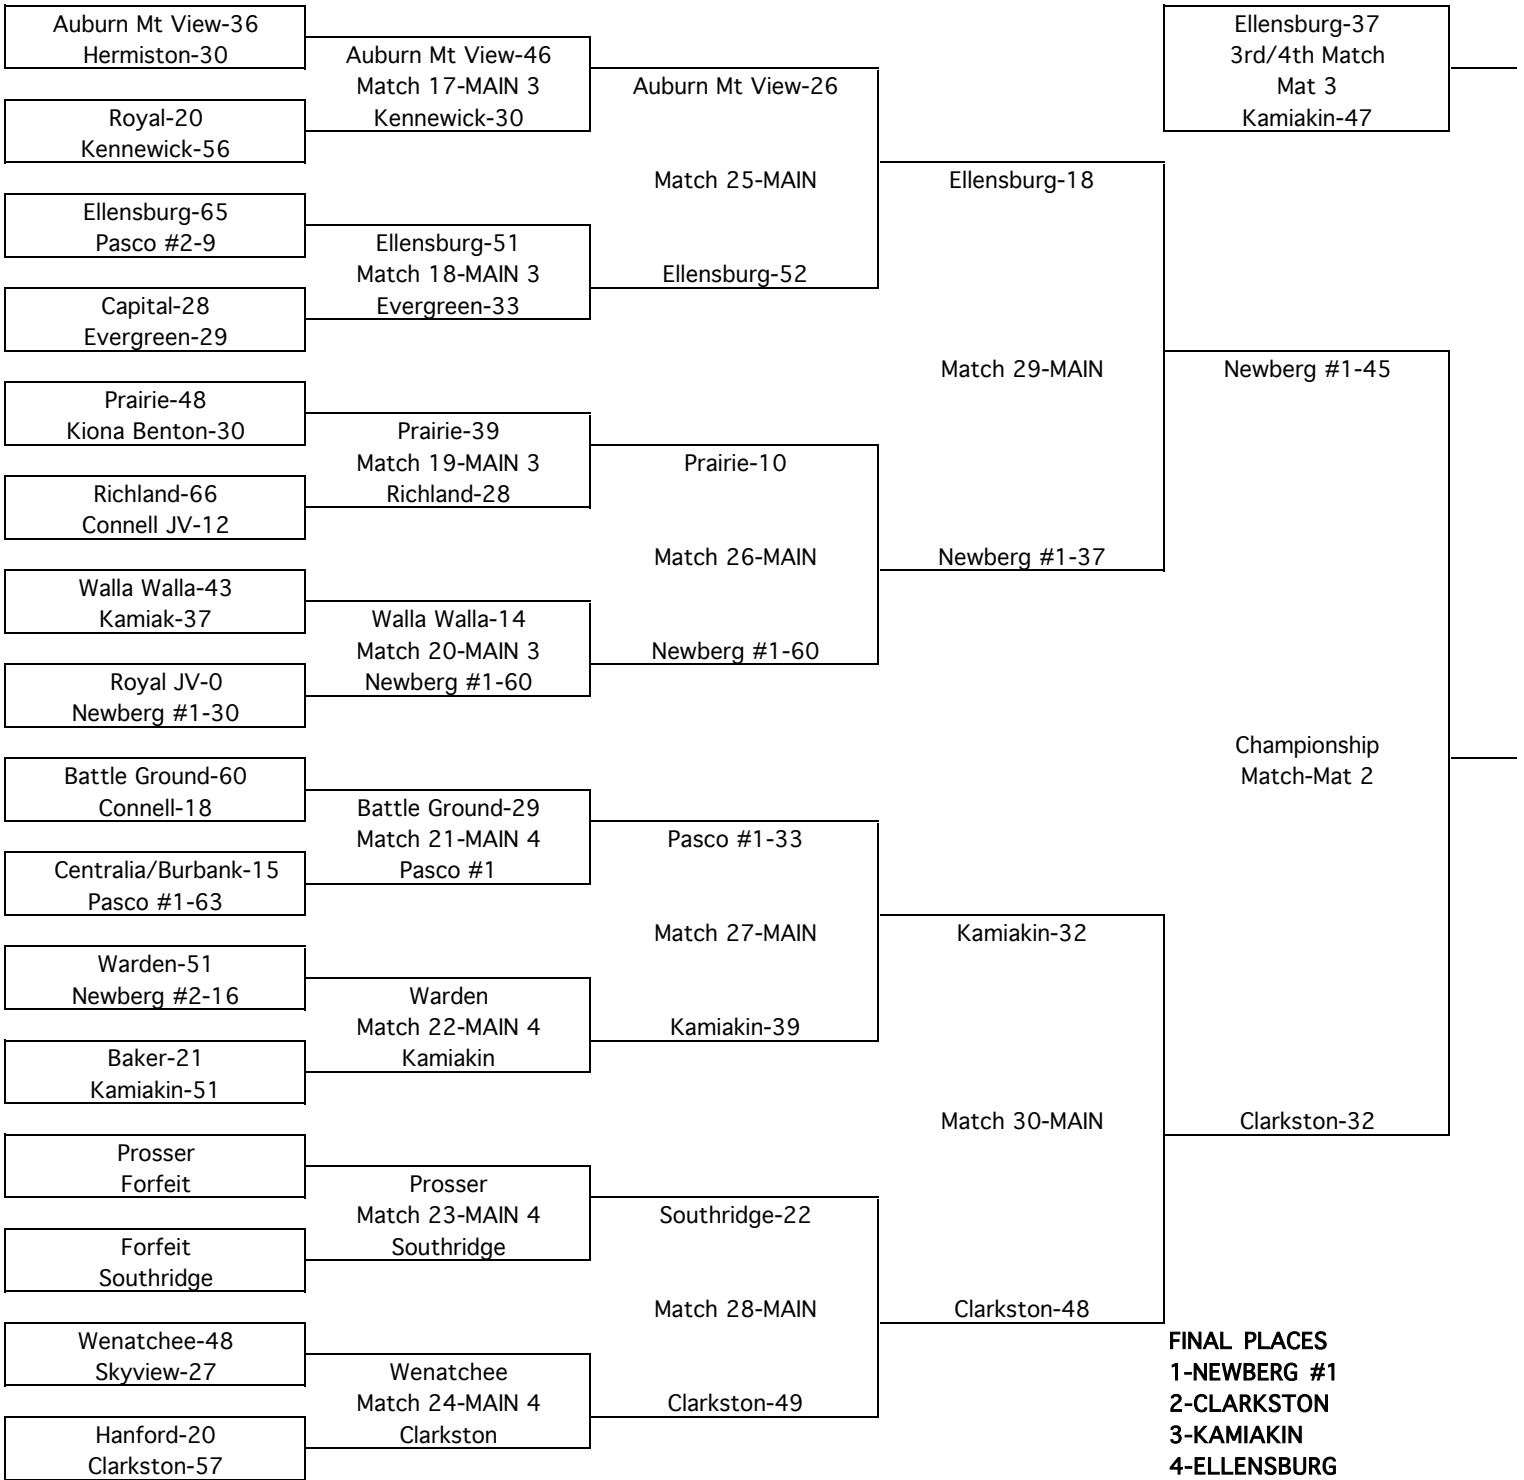 Auburn Mt View-36
Hermiston-30
Royal-20
Kennewick-56
Ellensburg-65
Pasco #2-9
Capital-28
Evergreen-29
Prairie-48
Kiona Benton-30
Richland-66
Connell JV-12
Walla Walla-43
Kamiak-37
Royal JV-0
Newberg #1-30
Battle Ground-60
Connell-18
Centralia/Burbank-15
Pasco #1-63
Warden-51
Newberg #2-16
Baker-21
Kamiakin-51
Prosser
Forfeit
Forfeit
Southridge
Wenatchee-48
Skyview-27
Hanford-20
Clarkston-57
Auburn Mt View-46
Match 17-MAIN 3
Kennewick-30
Ellensburg-51
Match 18-MAIN 3
Evergreen-33
Prairie-39
Match 19-MAIN 3
Richland-28
Walla Walla-14
Match 20-MAIN 3
Newberg #1-60
Battle Ground-29
Match 21-MAIN 4
Pasco #1
Warden
Match 22-MAIN 4
Kamiakin
Prosser
Match 23-MAIN 4
Southridge
Wenatchee
Match 24-MAIN 4
Clarkston
Auburn Mt View-26
Match 25-MAIN
Ellensburg-52
Prairie-10
Match 26-MAIN
Newberg #1-60
Pasco #1-33
Match 27-MAIN
Kamiakin-39
Southridge-22
Match 28-MAIN
Clarkston-49
Ellensburg-18
Match 29-MAIN
Newberg #1-37
Kamiakin-32
Match 30-MAIN
Clarkston-48
Ellensburg-37
3rd/4th Match
Mat 3
Kamiakin-47
Newberg #1-45
Championship
Match-Mat 2
Clarkston-32
FINAL PLACES
1-NEWBERG #1
2-CLARKSTON
3-KAMIAKIN
4-ELLENSBURG